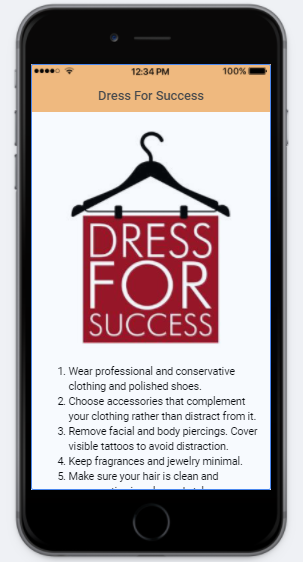 12:34 PM 100%
Dress For Success
DRESS
FOR
SUCCESS
1. Wear professional and conservative
clothing and polished shoes.
2. Choose accessories that complement
your clothing rather than distract from it.
3. Remove facial and body piercings. Cover
visible tattoos to avoid distraction.
4. Keep fragrances and jewelry minimal.
5. Make sure your hair is clean and